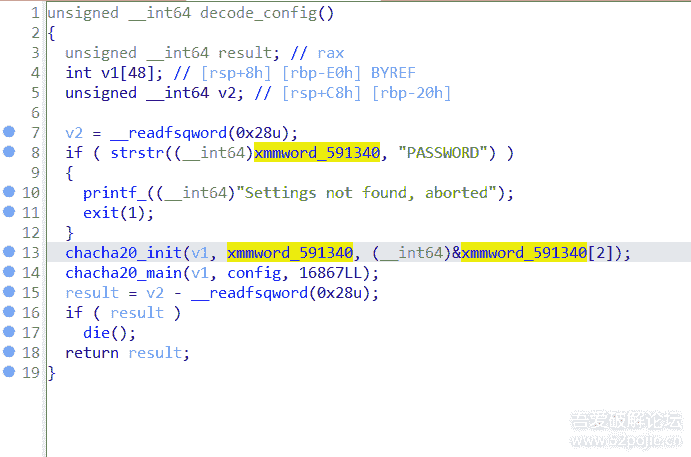 1 unsigned __int64 decode_config()
2 {
3 unsigned __int64 result; // rax
4 int v1[48]; // [rsp+8h] [rbp-E0h] BYREF
5 unsigned __int64 v2; // [rsp+C8h] [rbp-20h]
6
7 v2 = __readfsqword(0x28u);
8 if ( strstr((__int64)xmmword_591340, "PASSWORD") )
9 {
10 printf_((__int64)"Settings not found, aborted");
11 exit(1);
12 }
13 chacha20_init(v1, xmmword_591340, (__int64)&xmmword_591340[2]);
14 chacha20_main(v1, config, 16867LL);
15 result = v2 - __readfsqword(0x28u);
16 if ( result )
17 die();
18 return result;
19 }
吾爱破解论坛
www.52pojie.cn